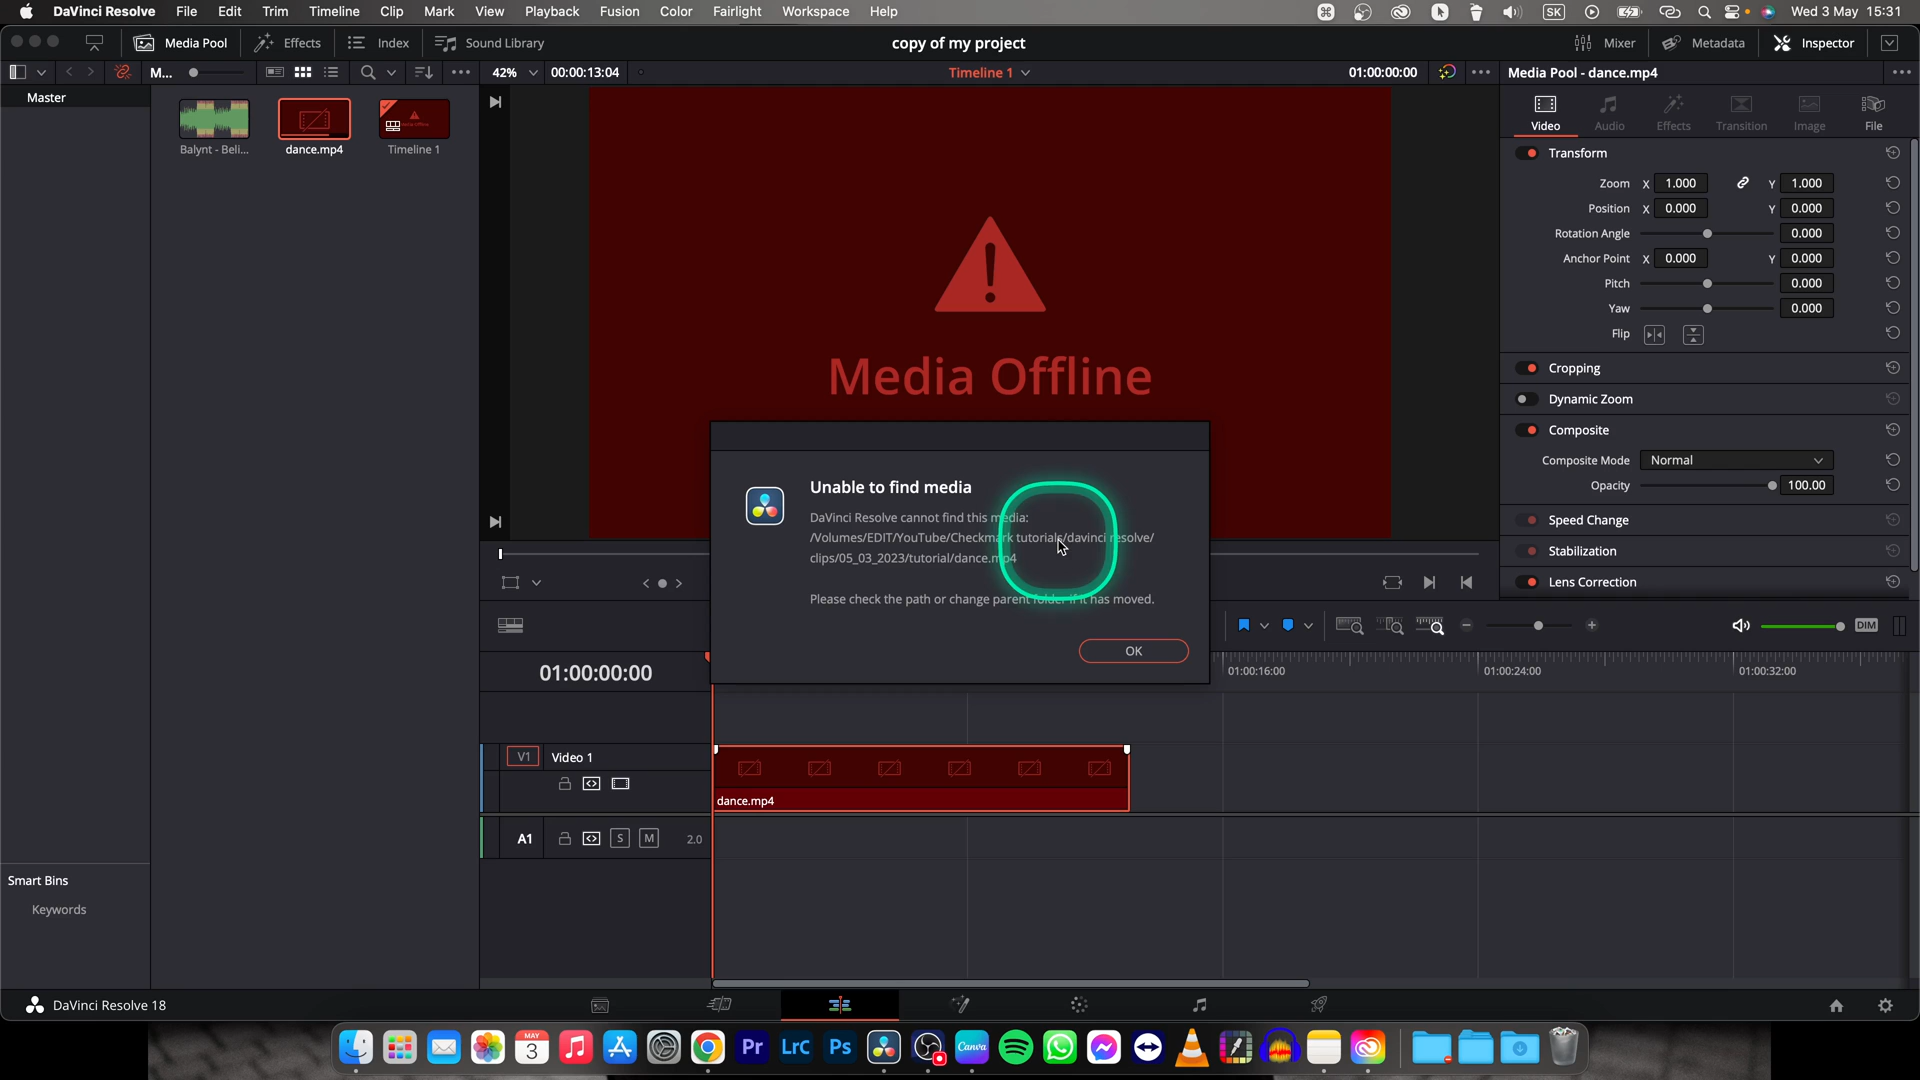 DaVinci Resolve File Edit Trim Timeline Clip Mark View Playback Fusion Color Fairlight Workspace Help SK Wed 3 May 15:31
Media Pool Effects Index Sound Library copy of my project Mixer Metadata Inspector
M... 42% 00:00:13:04 Timeline 1 01:00:00:00 Media Pool - dance.mp4
Master
Balynt - Beli... dance.mp4 Timeline 1
Video Audio Effects Transition Image File
Transform
Zoom X 1.000 Y 1.000
Position X 0.000 Y 0.000
Rotation Angle 0.000
Anchor Point X 0.000 Y 0.000
Pitch 0.000
Yaw 0.000
Flip
Cropping
Dynamic Zoom
Composite
Composite Mode Normal
Opacity 100.00
Speed Change
Stabilization
Lens Correction
Media Offline
Unable to find media
DaVinci Resolve cannot find this media:
/Volumes/EDIT/YouTube/Checkmark tutorials/davinci resolve/
clips/05_03_2023/tutorial/dance.mp4
Please check the path or change parent folder if it has moved.
OK
DIM
01:00:00:00 01:00:16:00 01:00:24:00 01:00:32:00
V1 Video 1
dance.mp4
A1 S M 2.0
Smart Bins
Keywords
DaVinci Resolve 18
MAY
3
Pr LrC Ps Canva